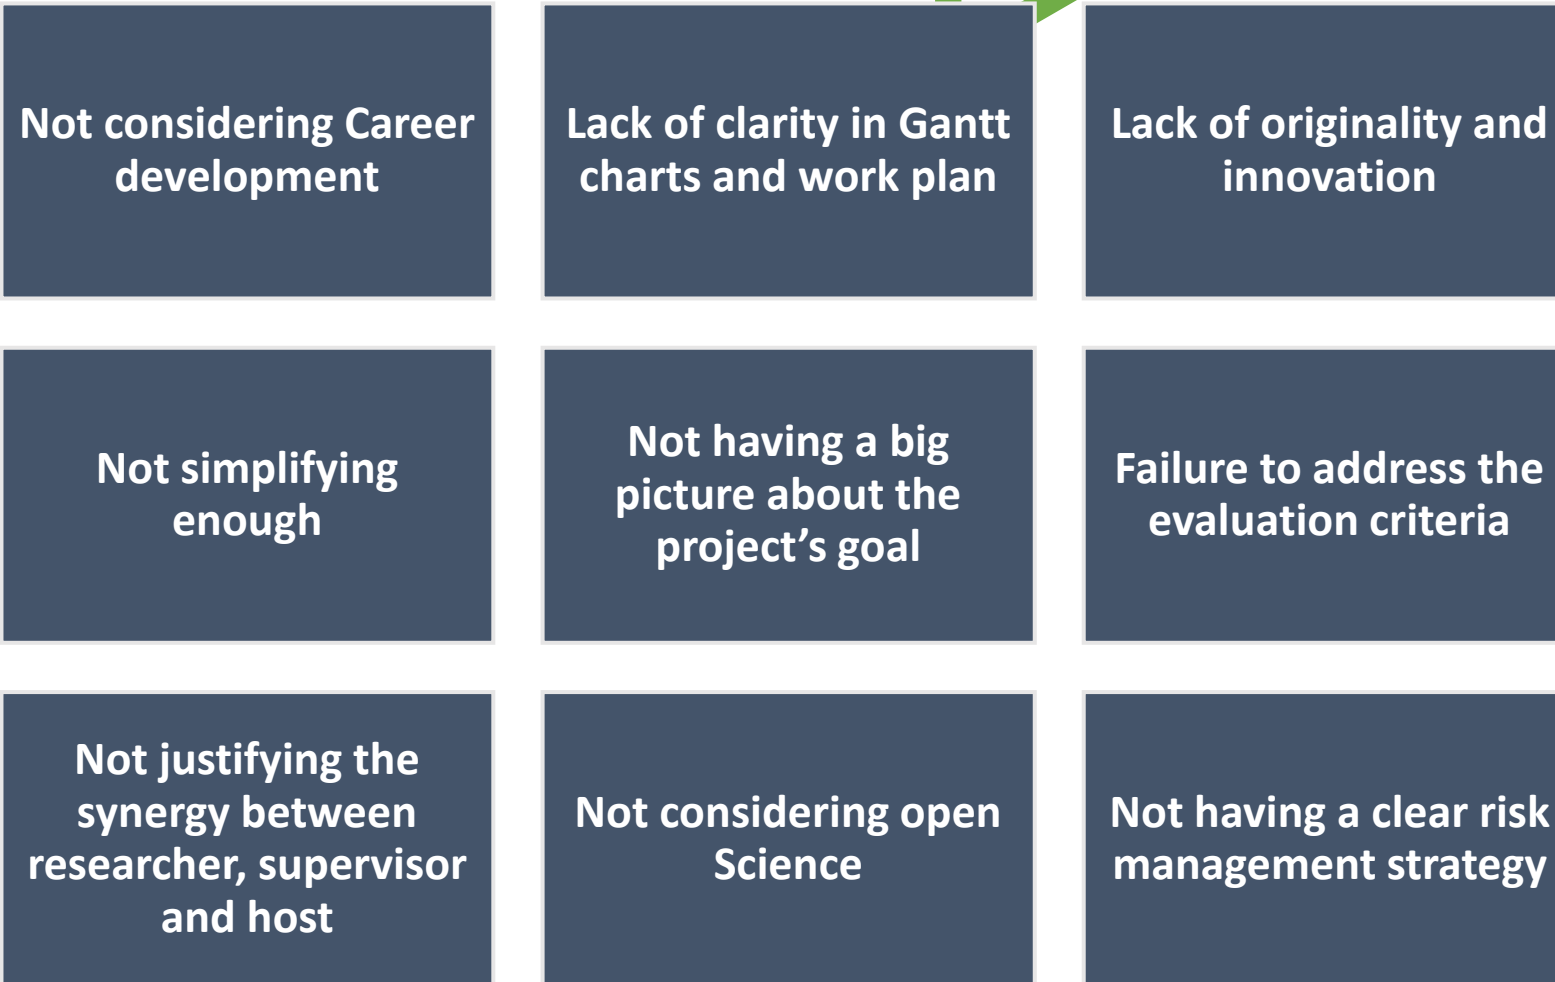 Not considering Career
development
Lack of clarity in Gantt
charts and work plan
Lack of originality and
innovation
Not simplifying
enough
Not having a big
picture about the
project’s goal
Failure to address the
evaluation criteria
Not justifying the
synergy between
researcher, supervisor
and host
Not considering open
Science
Not having a clear risk
management strategy